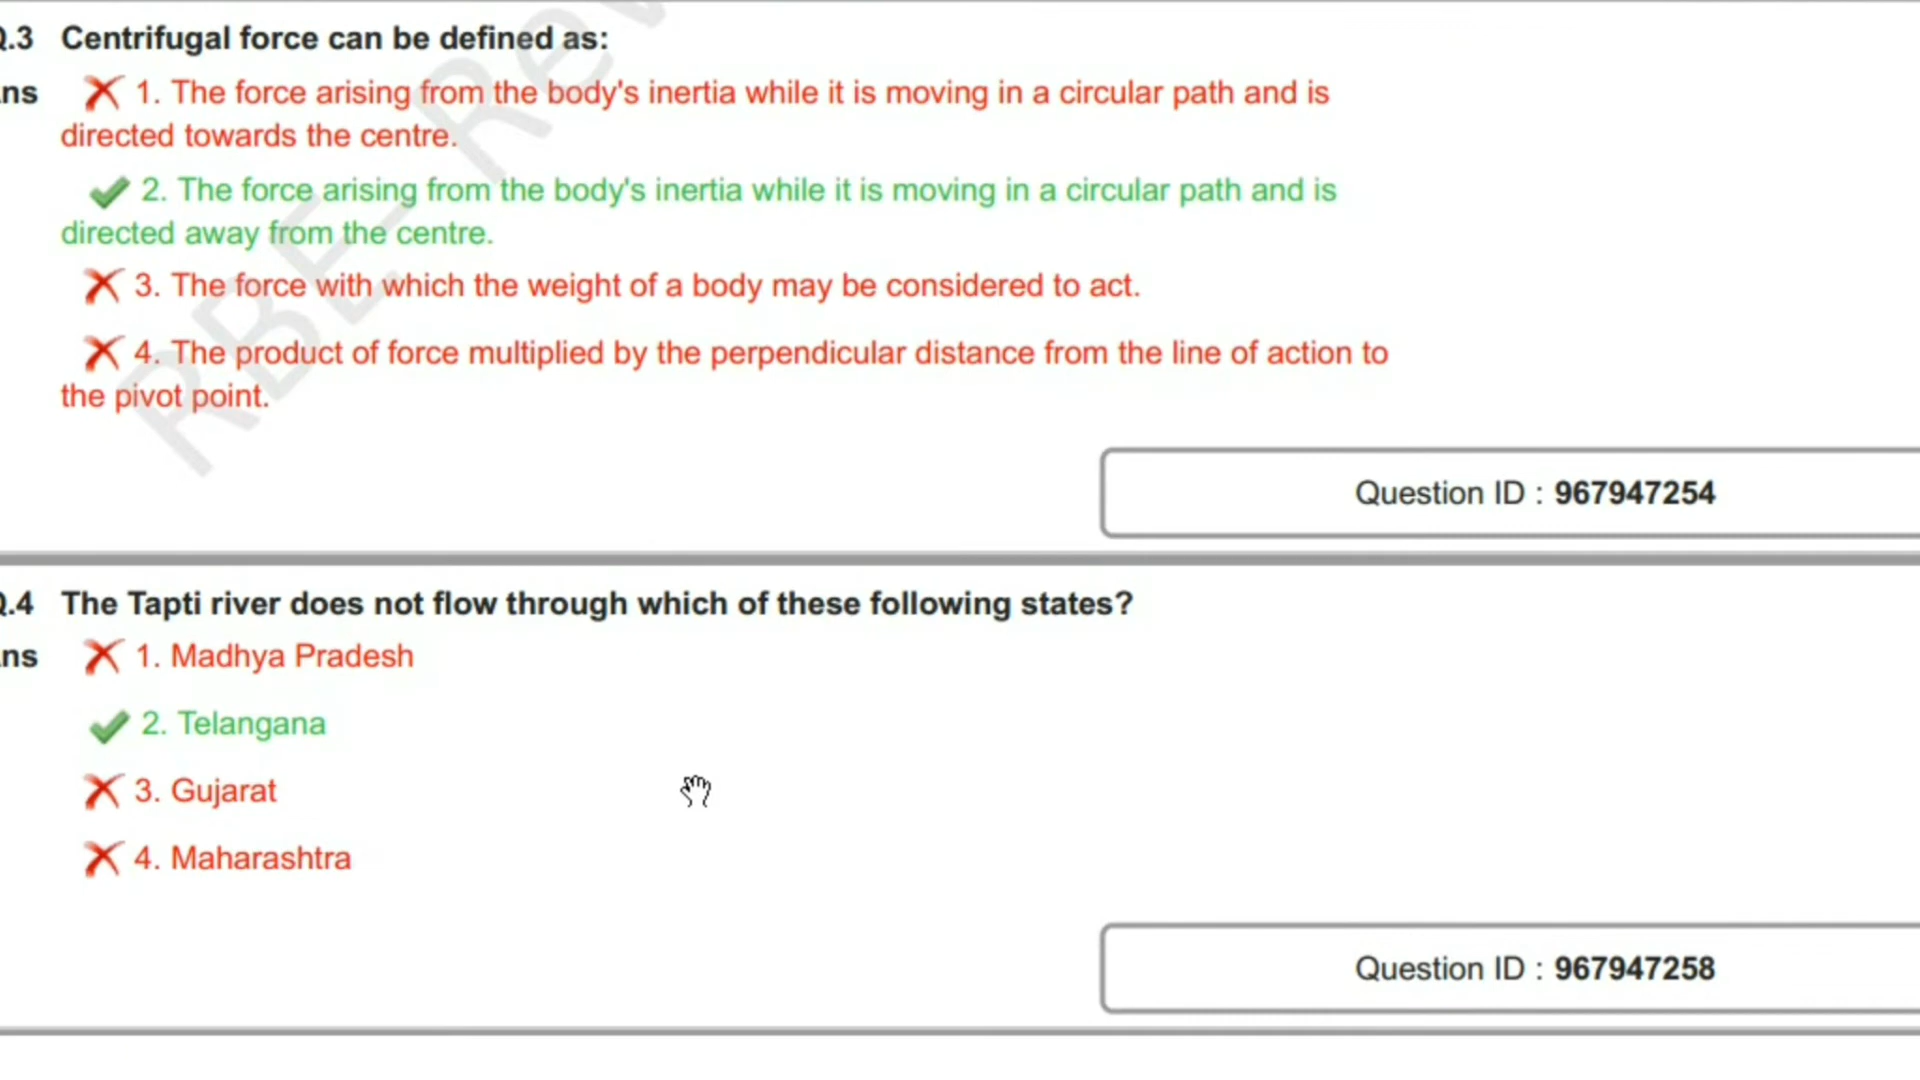 .3 Centrifugal force can be defined as:
ns 1. The force arising from the body's inertia while it is moving in a circular path and is
directed towards the centre.
2. The force arising from the body's inertia while it is moving in a circular path and is
directed away from the centre.
3. The force with which the weight of a body may be considered to act.
4. The product of force multiplied by the perpendicular distance from the line of action to
the pivot point.
Question ID : 967947254
.4 The Tapti river does not flow through which of these following states?
ns 1. Madhya Pradesh
2. Telangana
3. Gujarat
4. Maharashtra
Question ID : 967947258
RBE- Rev